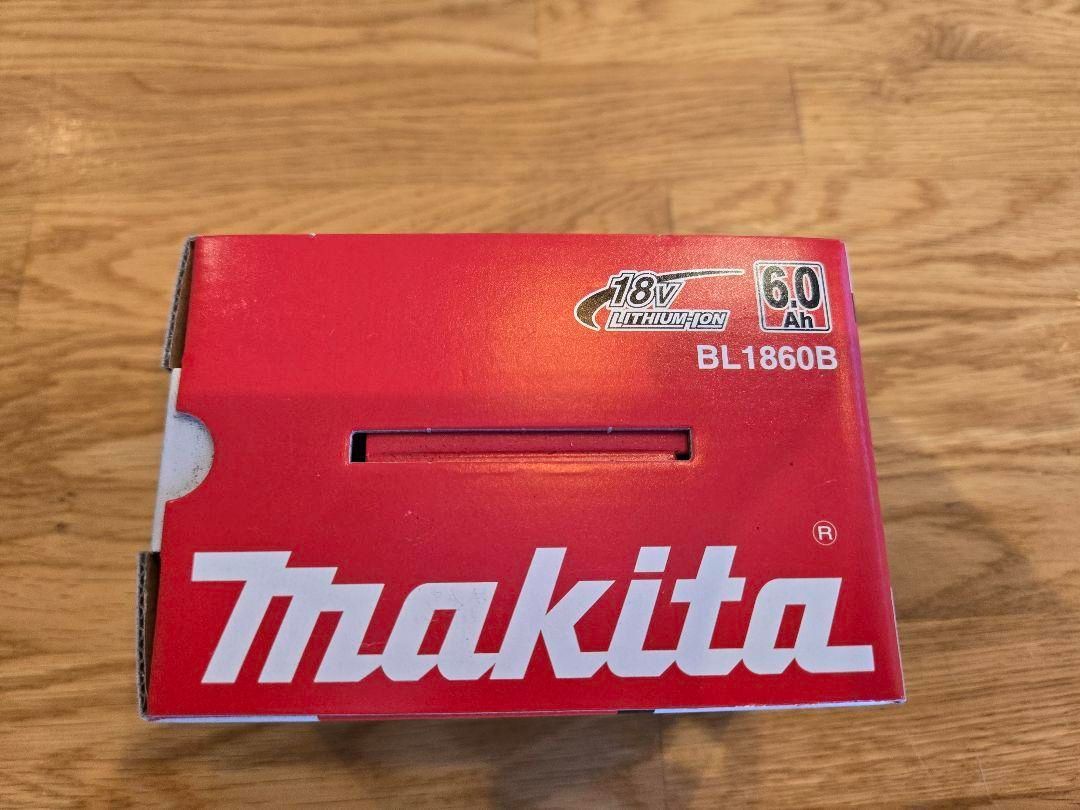 18V
LITHIUM-ION
6.0
Ah
BL1860B
makita®